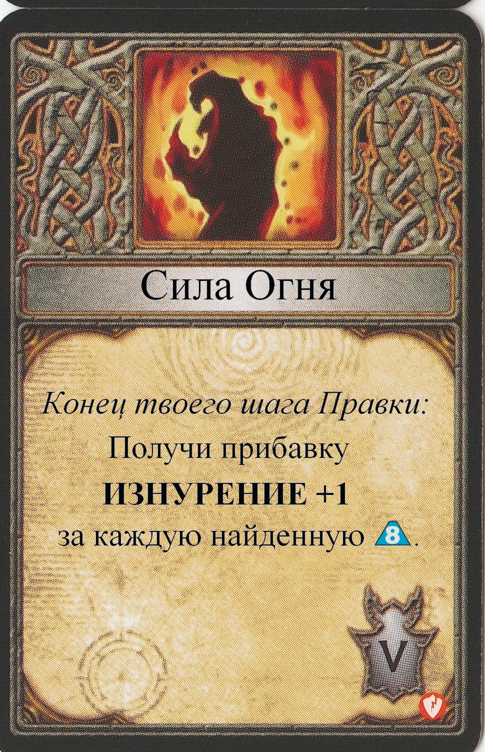 Сила Огня
Конец твоего шага Правки:
Получи прибавку
ИЗНУРЕНИЕ +1
за каждую найденную 8.
V